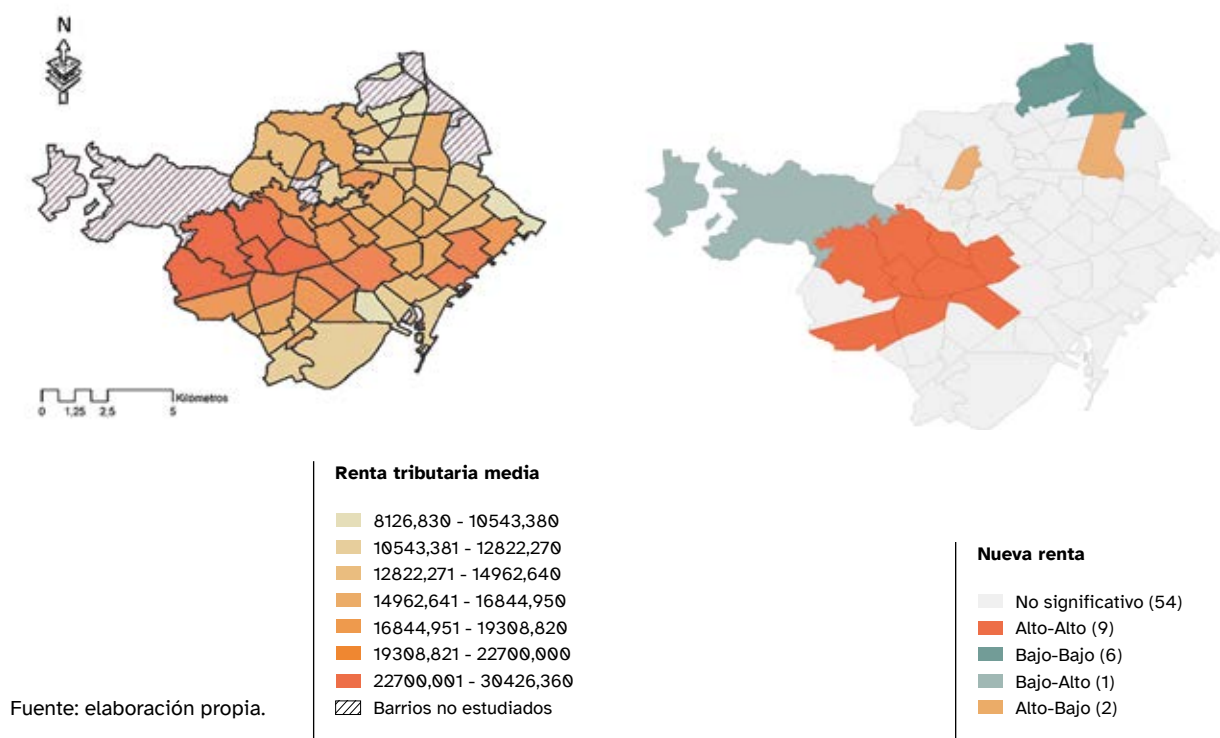 N
Kilómetros
0 1,25 2,5 5
Renta tributaria media
8126,830 - 10543,380
10543,381 - 12822,270
12822,271 - 14962,640
14962,641 - 16844,950
16844,951 - 19308,820
19308,821 - 22700,000
22700,001 - 30426,360
Barrios no estudiados
Nueva renta
No significativo (54)
Alto-Alto (9)
Bajo-Bajo (6)
Bajo-Alto (1)
Alto-Bajo (2)
Fuente: elaboración propia.